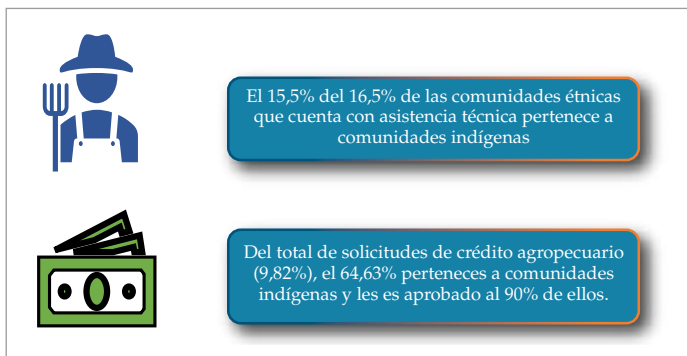 El 15,5% del 16,5% de las comunidades étnicas
que cuenta con asistencia técnica pertenece a
comunidades indígenas
Del total de solicitudes de crédito agropecuario
(9,82%), el 64,63% perteneces a comunidades
indígenas y les es aprobado al 90% de ellos.